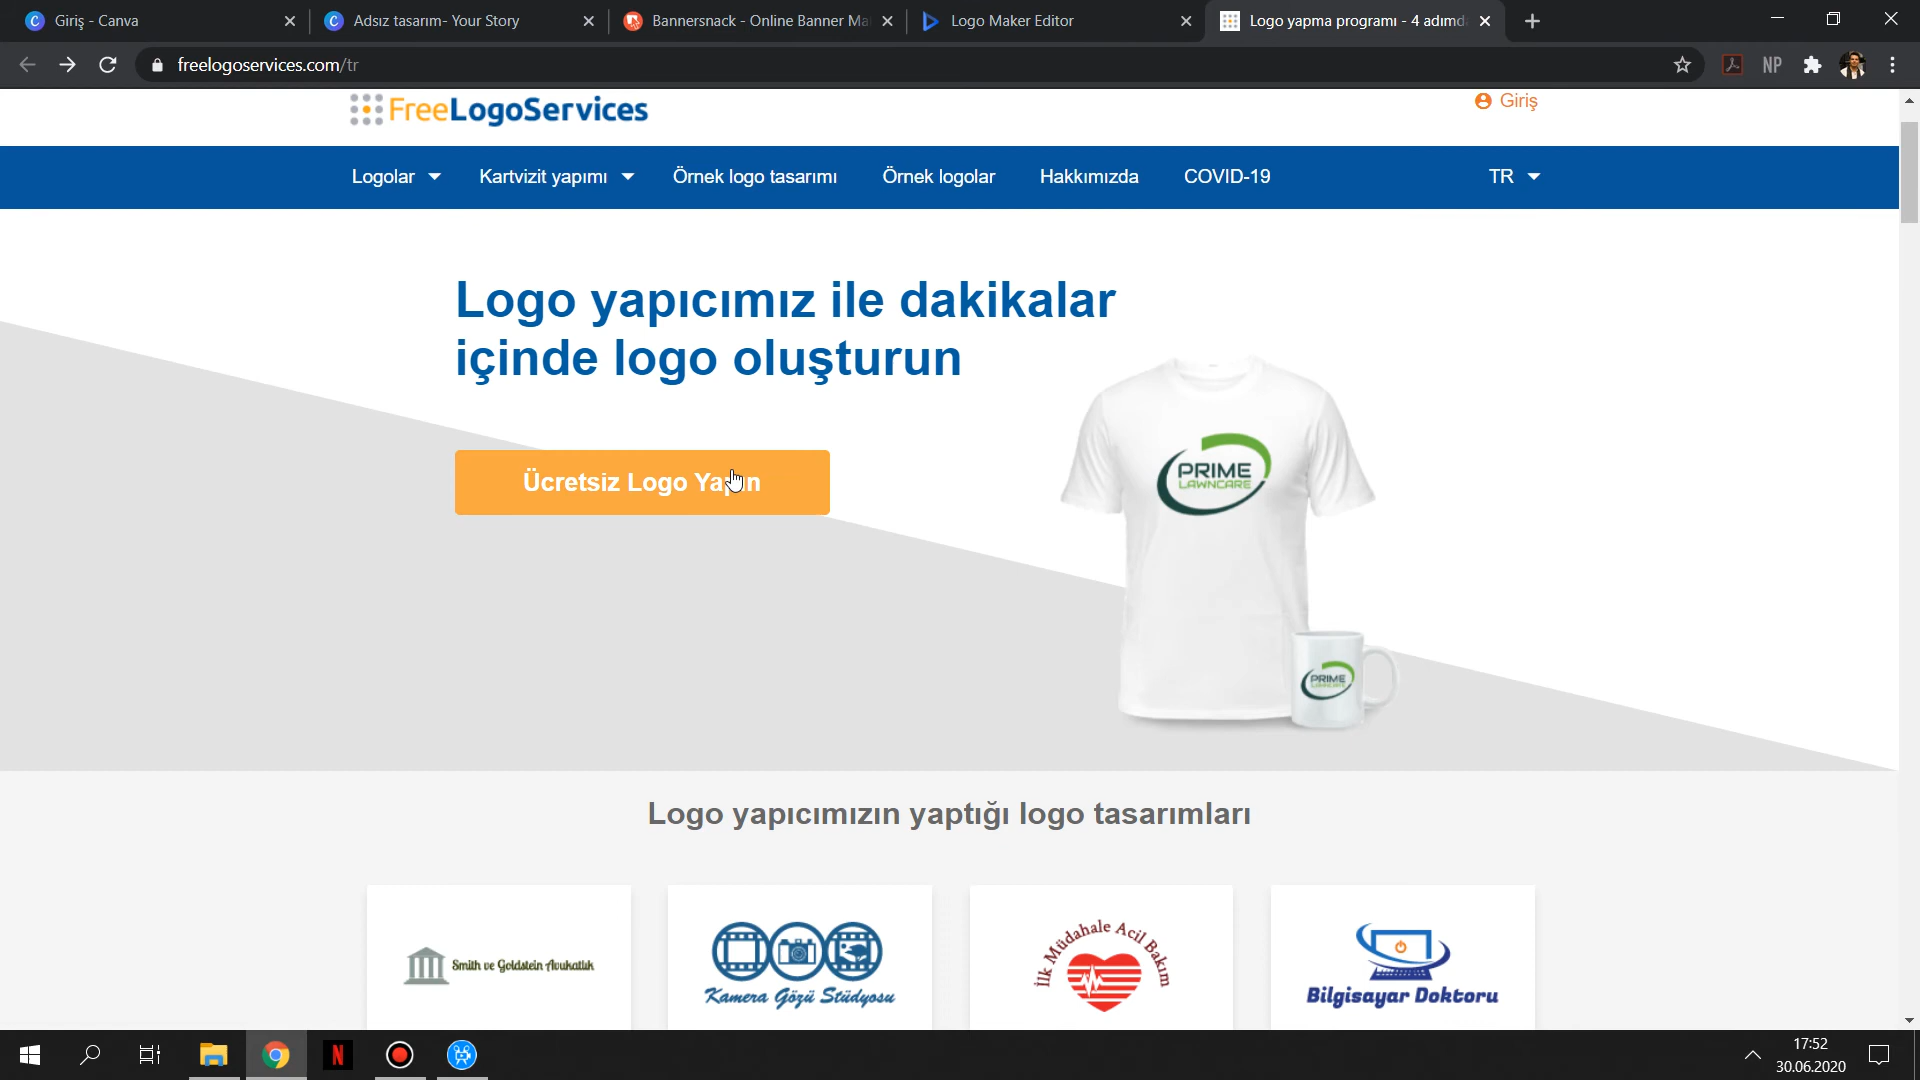 Giriş - Canva
Adsız tasarım- Your Story
Bannersnack - Online Banner Ma
Logo Maker Editor
Logo yapma programı - 4 adımd
freelogoservices.com/tr
NP
FreeLogoServices
Giriş
Logolar
Kartvizit yapımı
Örnek logo tasarımı
Örnek logolar
Hakkımızda
COVID-19
TR
Logo yapıcımız ile dakikalar
içinde logo oluşturun
Ücretsiz Logo Yapın
PRIME
LAWNCARE
PRIME
LAWNCARE
Logo yapıcımızın yaptığı logo tasarımları
Smith ve Goldstein Avukatlık
Kamera Gözü Stüdyosu
İlk Müdahale Acil Bakım
Bilgisayar Doktoru
N
17:52
30.06.2020